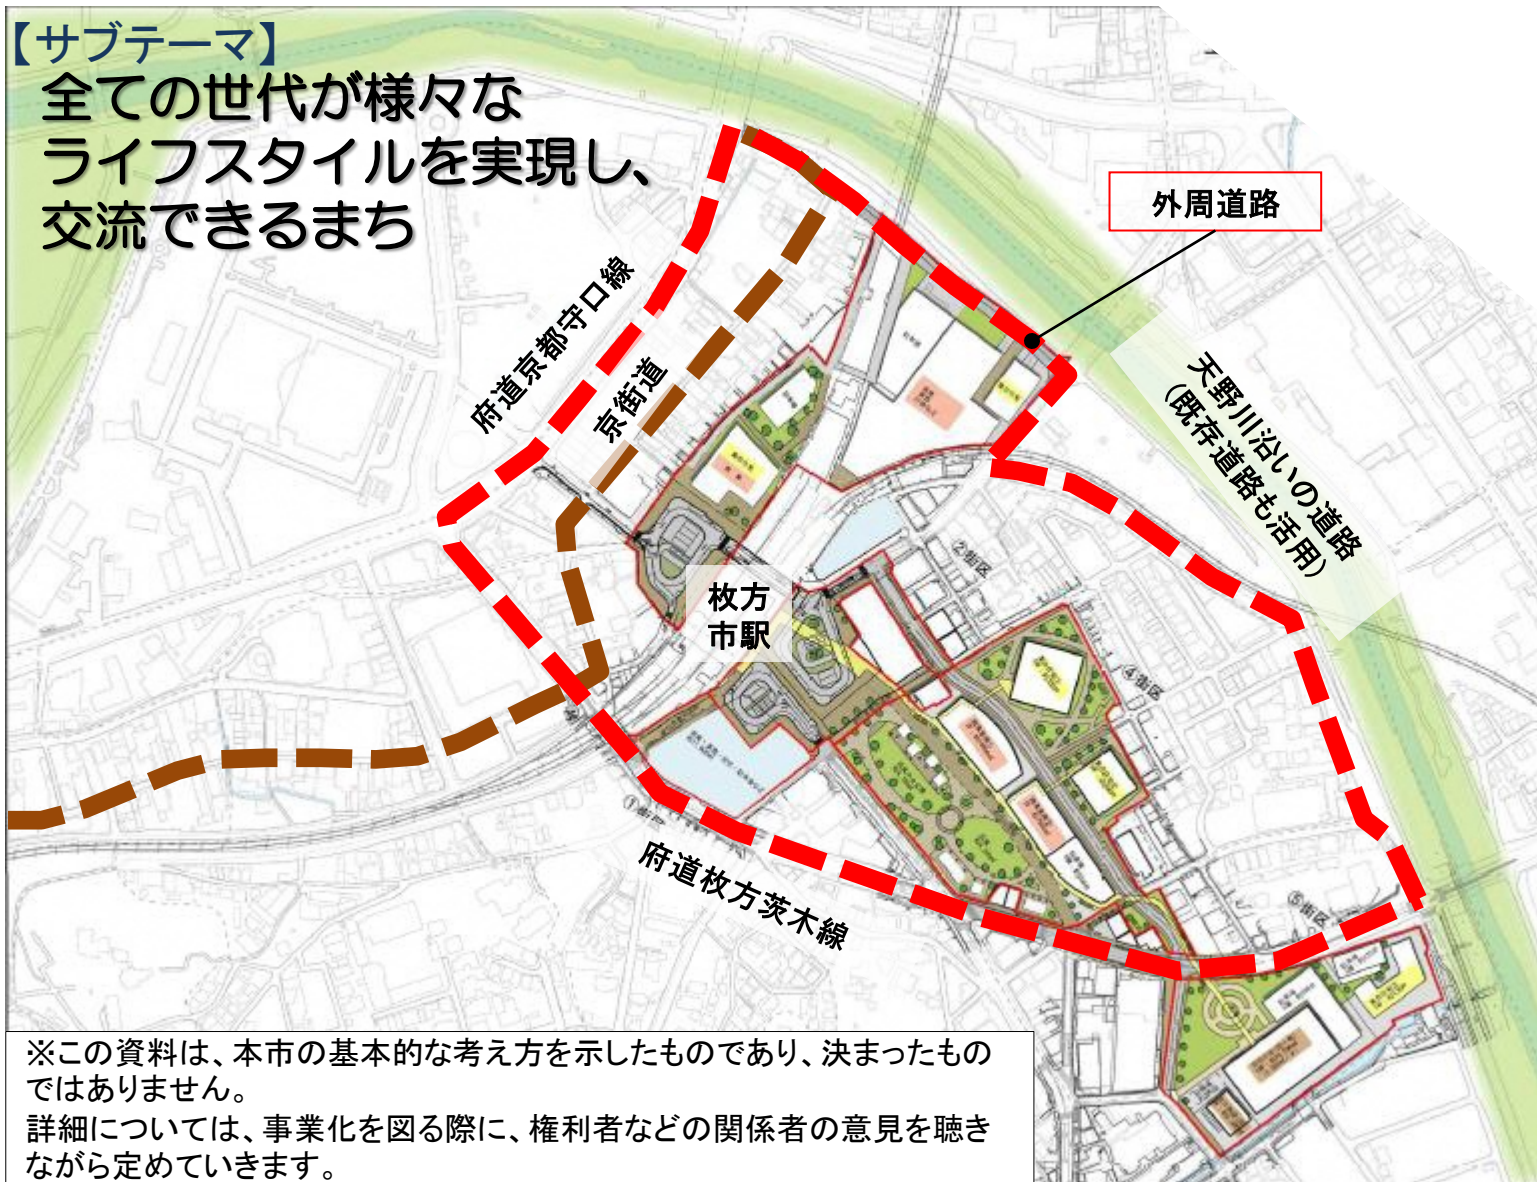 【サブテーマ】
全ての世代が様々な
ライフスタイルを実現し、
交流できるまち
外周道路
府道京都守口線
京街道
天野川沿いの道路
(既存道路も活用)
②街区
枚方
市駅
④街区
①街区
府道枚方茨木線
⑤街区
※この資料は、本市の基本的な考え方を示したものであり、決まったもの
ではありません。
詳細については、事業化を図る際に、権利者などの関係者の意見を聴き
ながら定めていきます。